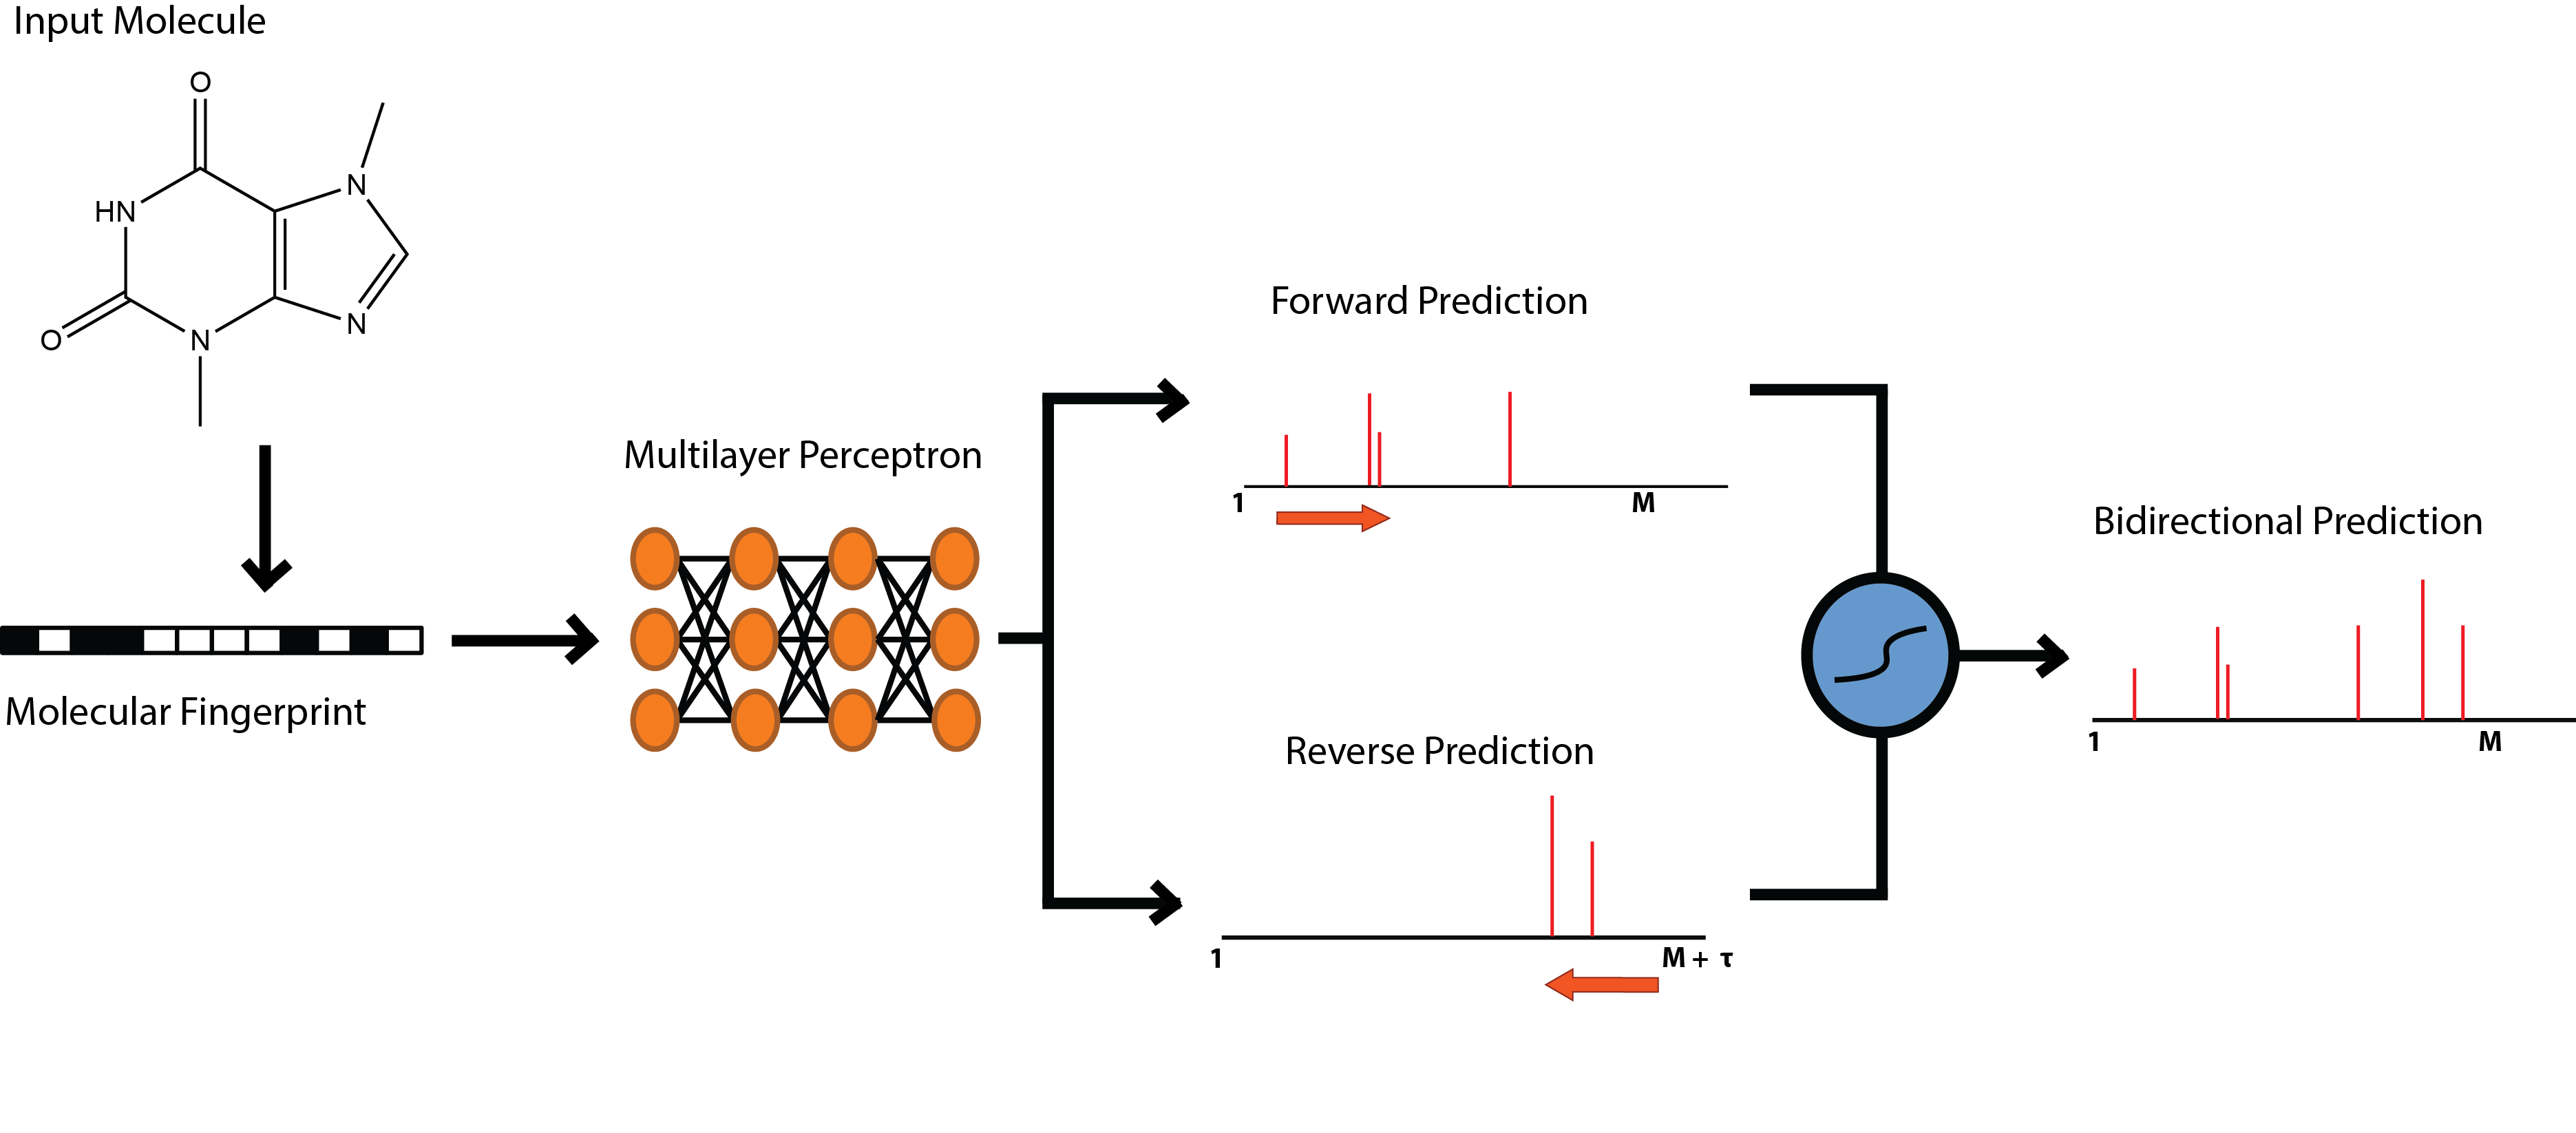 Input Molecule
O
N
HN
O
N
N
Molecular Fingerprint
Multilayer Perceptron
Forward Prediction
1
M
Reverse Prediction
1
M + τ
Bidirectional Prediction
1
M